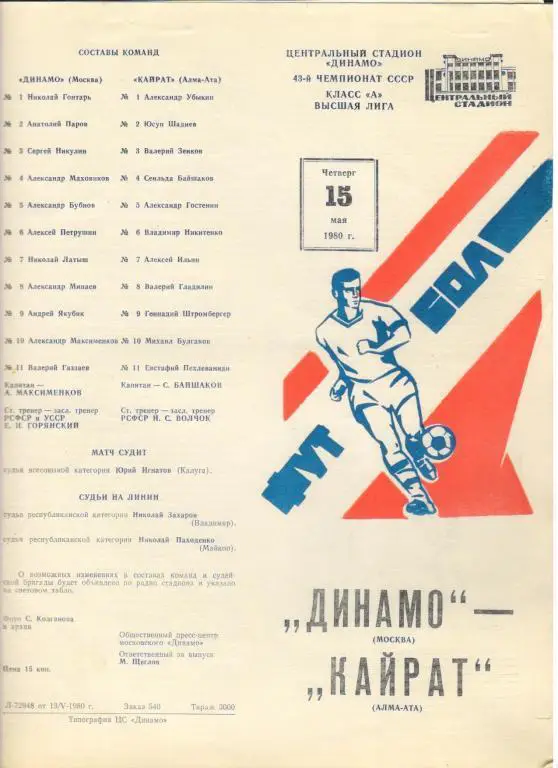 СОСТАВЫ КОМАНД
«ДИНАМО» (Москва)
№ 1 Николай Гонтарь
№ 2 Анатолий Паров
№ 3 Сергей Никулин
№ 4 Александр Маховиков
№ 5 Александр Бубнов
№ 6 Алексей Петрушин
№ 7 Николай Латыш
№ 8 Александр Минаев
№ 9 Андрей Якубик
№ 10 Александр Максименков
№ 11 Валерий Газзаев
Капитан —
А. МАКСИМЕНКОВ
Ст. тренер — засл. тренер
РСФСР и УССР
Е. И. ГОРЯНСКИЙ
«КАЙРАТ» (Алма-Ата)
№ 1 Александр Убыкин
№ 2 Юсуп Шадиев
№ 3 Валерий Зенков
№ 4 Сеильда Байшаков
№ 5 Александр Гостенин
№ 6 Владимир Никитенко
№ 7 Алексей Ильин
№ 8 Валерий Гладилин
№ 9 Геннадий Штромбергер
№ 10 Михаил Булгаков
№ 11 Евстафий Пехлеваниди
Капитан — С. БАЙШАКОВ
Ст. тренер — засл. тренер
РСФСР И. С. ВОЛЧОК
МАТЧ СУДИТ
судья всесоюзной категории Юрий Игнатов (Калуга).
СУДЬИ НА ЛИНИИ
судья республиканской категории Николай Захаров
(Владимир).
судья республиканской категории Николай Паходенко
(Майкоп).
О возможных изменениях в составах команд и судей-
ской бригады будет объявлено по радио стадиона и указано
на световом табло.
Фото С. Колганова
и архив
Общественный пресс-центр
московского «Динамо»
Ответственный за выпуск
М. Щеглов
Цена 15 коп.
Л-72948 от 13/V-1980 г. Заказ 540 Тираж 3000
Типография ЦС «Динамо»
ЦЕНТРАЛЬНЫЙ СТАДИОН
«ДИНАМО»
43-й ЧЕМПИОНАТ СССР
КЛАСС «А»
ВЫСШАЯ ЛИГА
ДИНАМО
ЦЕНТРАЛЬНЫЙ
СТАДИОН
Четверг
15
мая
1980 г.
ФУТ
БОЛ
„ДИНАМО“—
(МОСКВА)
„КАЙРАТ“
(АЛМА-АТА)